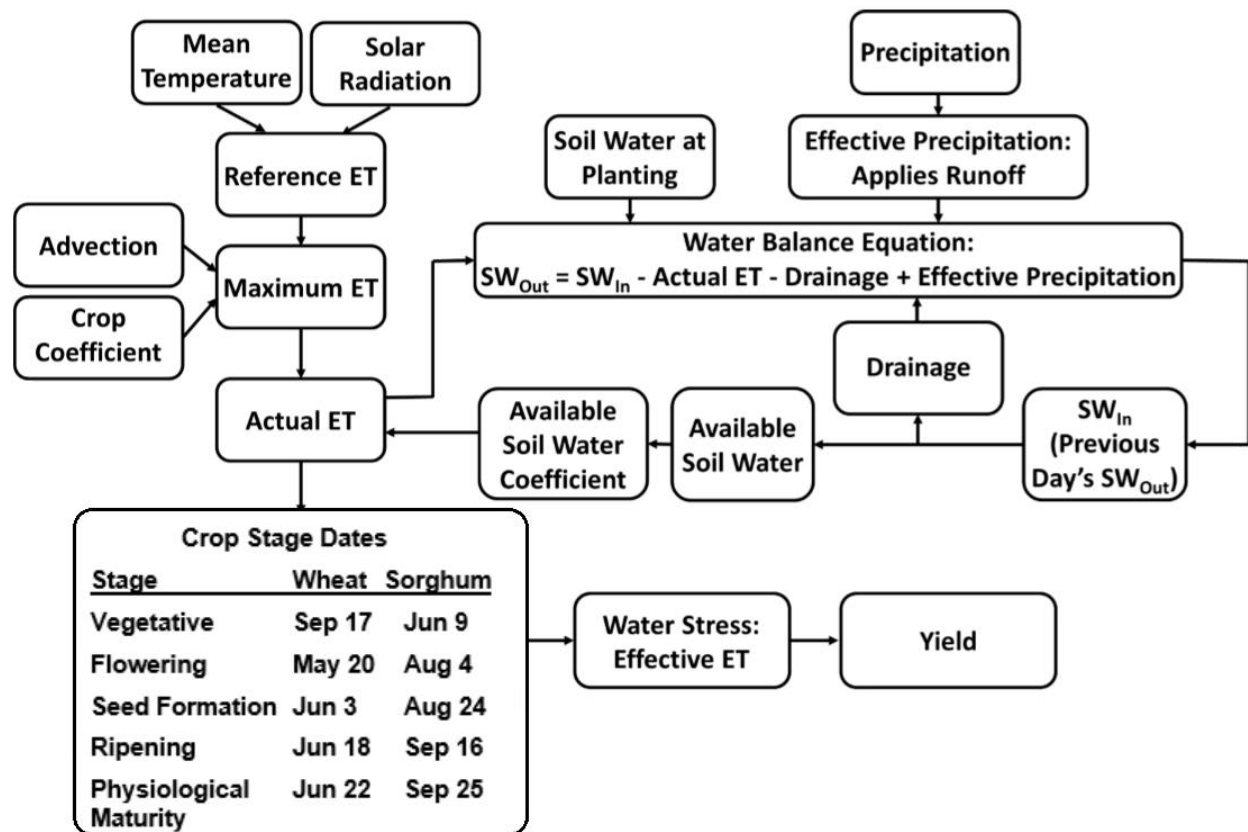 Mean
Temperature
Solar
Radiation
Precipitation
Reference ET
Soil Water at
Planting
Effective Precipitation:
Applies Runoff
Advection
Maximum ET
Crop
Coefficient
Water Balance Equation:
SW_Out = SW_In - Actual ET - Drainage + Effective Precipitation
Drainage
Actual ET
Available
Soil Water
Coefficient
Available
Soil Water
SW_In
(Previous
Day's SW_Out)
Crop Stage Dates
Stage Wheat Sorghum
Vegetative Sep 17 Jun 9
Flowering May 20 Aug 4
Seed Formation Jun 3 Aug 24
Ripening Jun 18 Sep 16
Physiological Jun 22 Sep 25
Maturity
Water Stress:
Effective ET
Yield